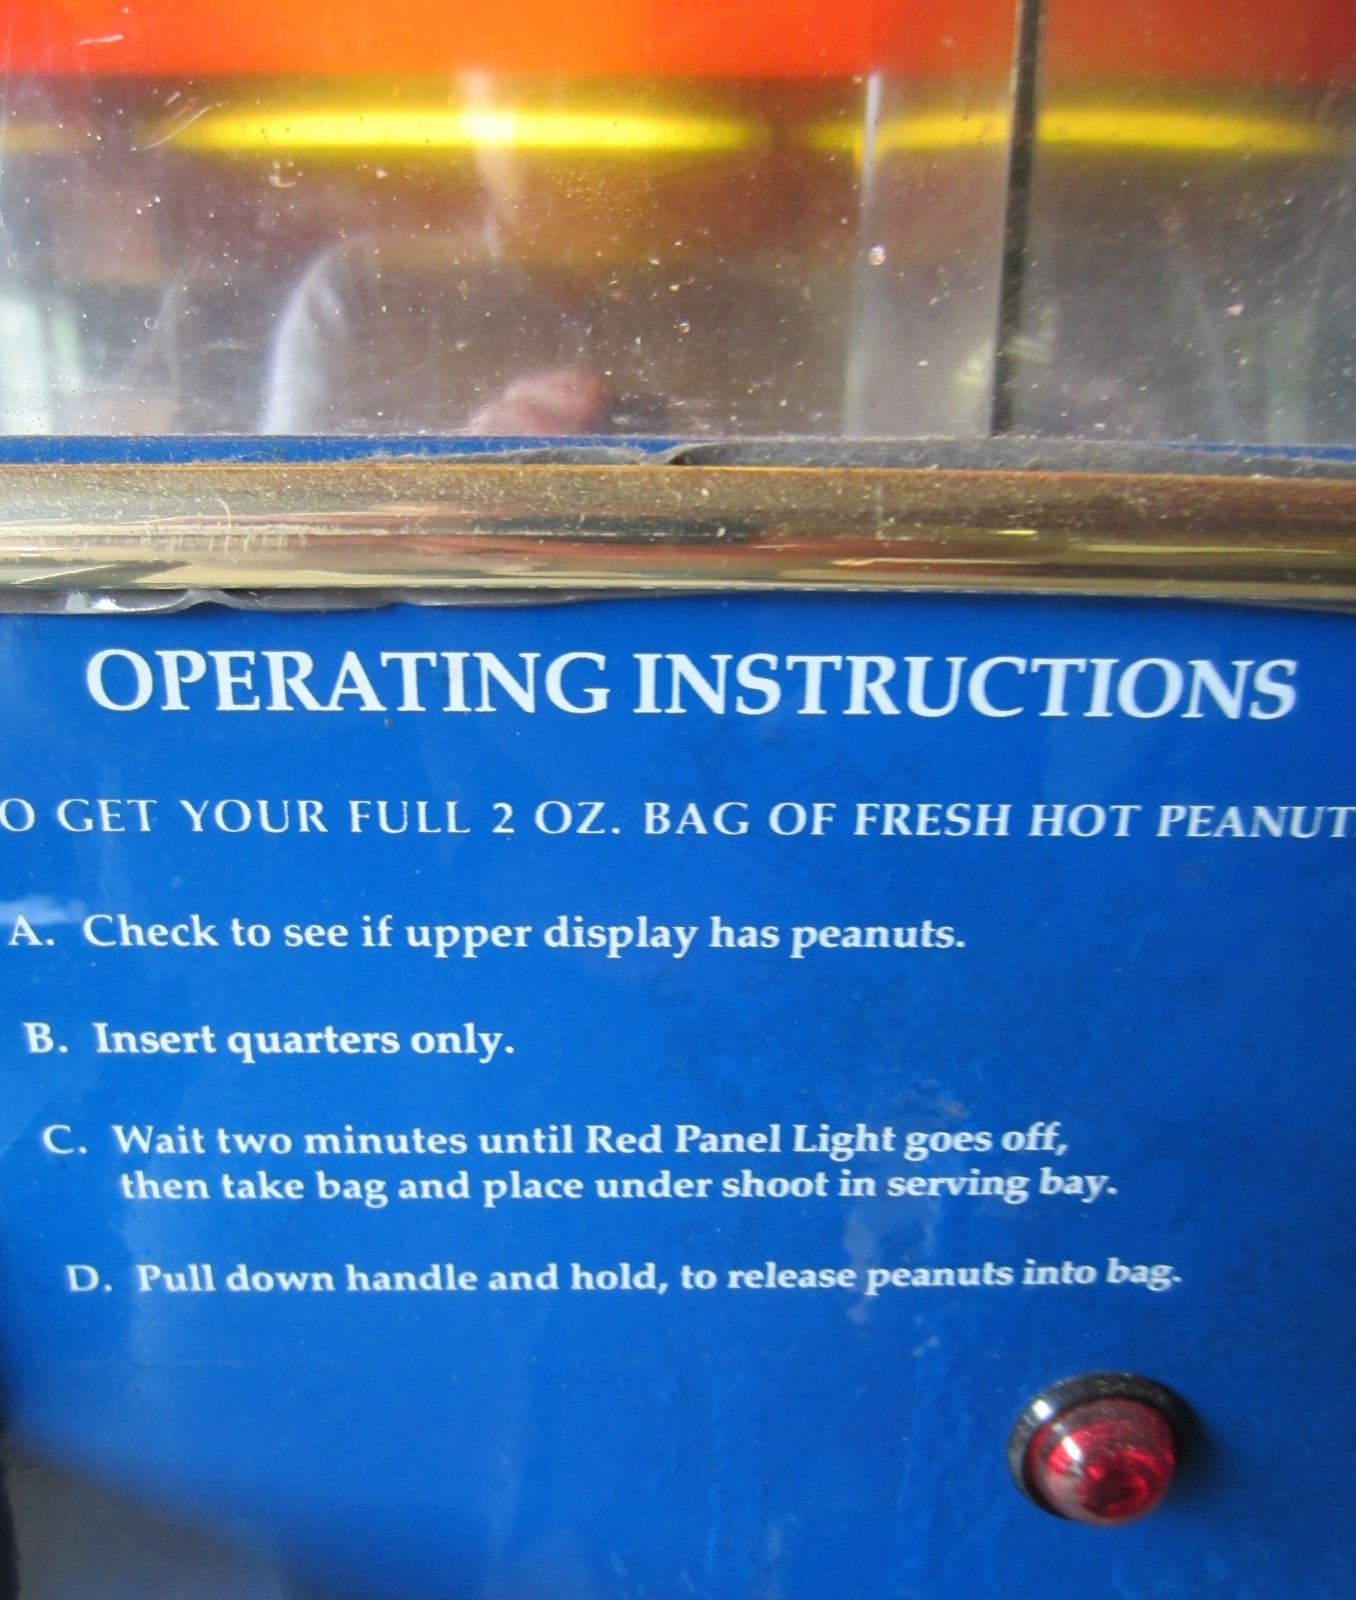 OPERATING INSTRUCTIONS
O GET YOUR FULL 2 OZ. BAG OF FRESH HOT PEANUT
A. Check to see if upper display has peanuts.
B. Insert quarters only.
C. Wait two minutes until Red Panel Light goes off,
then take bag and place under shoot in serving bay.
D. Pull down handle and hold, to release peanuts into bag.